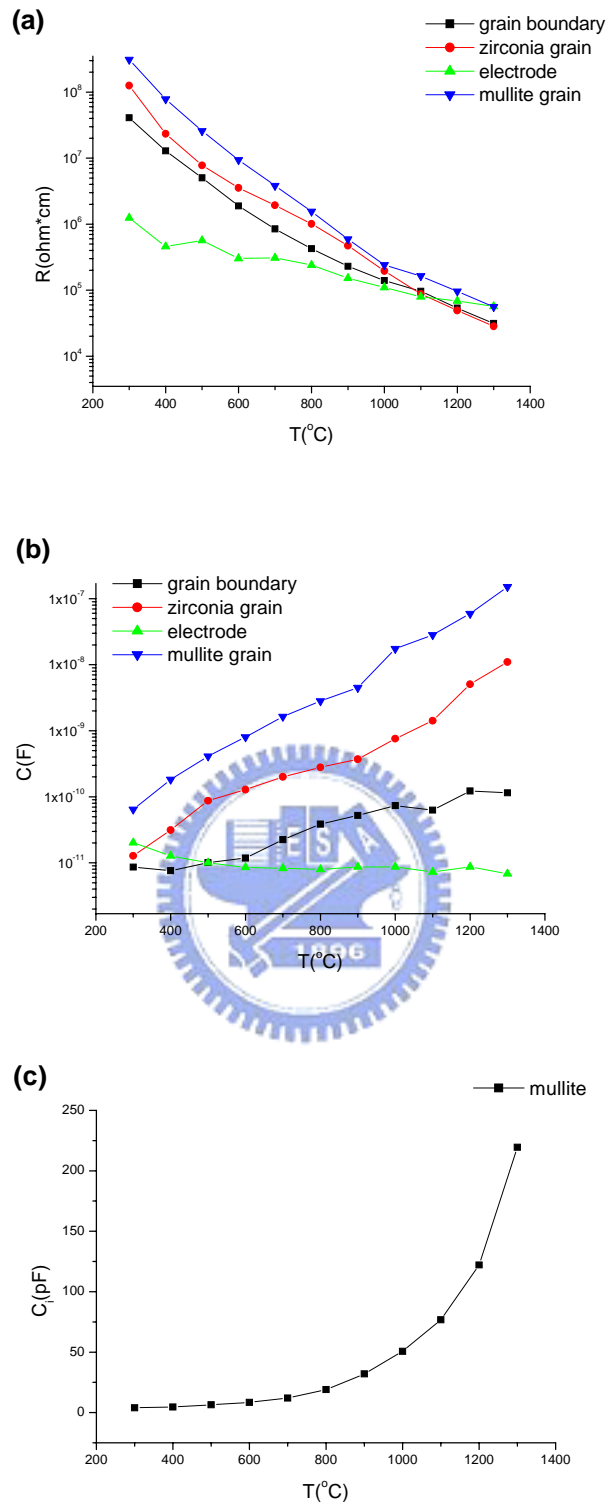 (a)
grain boundary
zirconia grain
electrode
mullite grain
10^8
10^7
10^6
10^5
10^4
R(ohm*cm)
200 400 600 800 1000 1200 1400
T(°C)
(b)
grain boundary
zirconia grain
electrode
mullite grain
1x10^-7
1x10^-8
1x10^-9
1x10^-10
10^-11
C(F)
E S A
1896
200 400 600 800 1000 1200 1400
T(°C)
(c)
mullite
250
200
150
100
50
0
C_i(pF)
200 400 600 800 1000 1200 1400
T(°C)